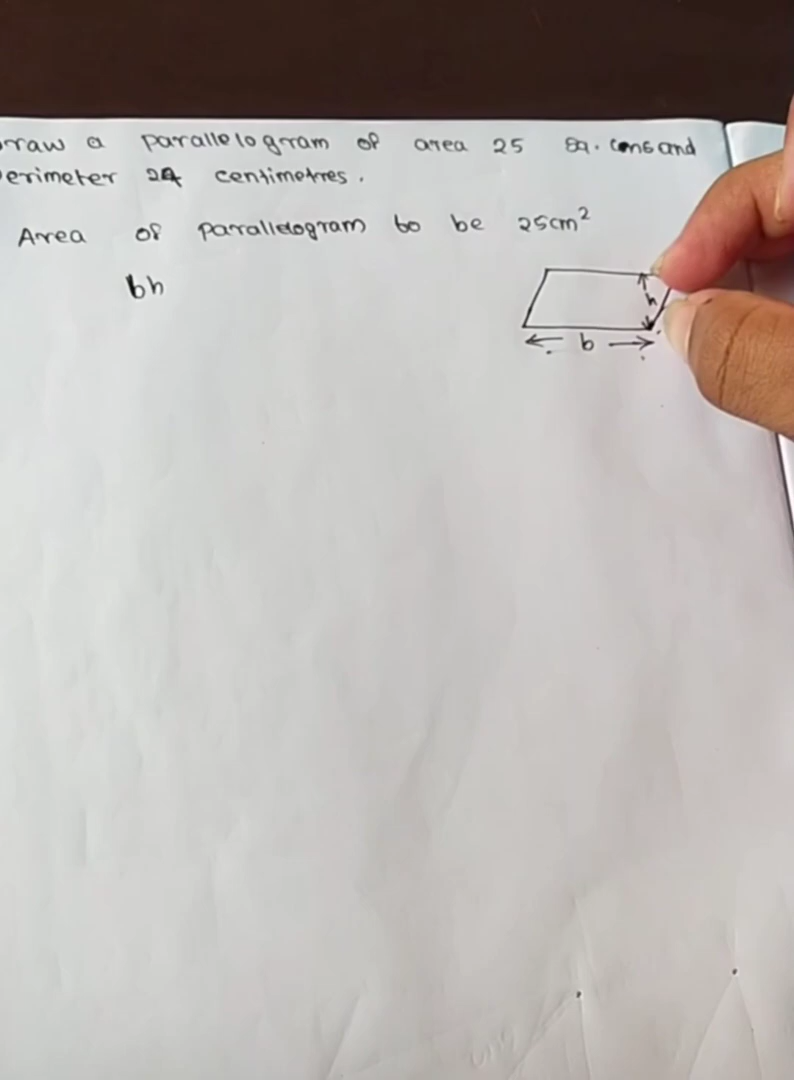 raw a parallelogram of area 25 sq. cms and
erimeter 24 centimetres.
Area of parallelogram to be 25cm²
bh
h
b